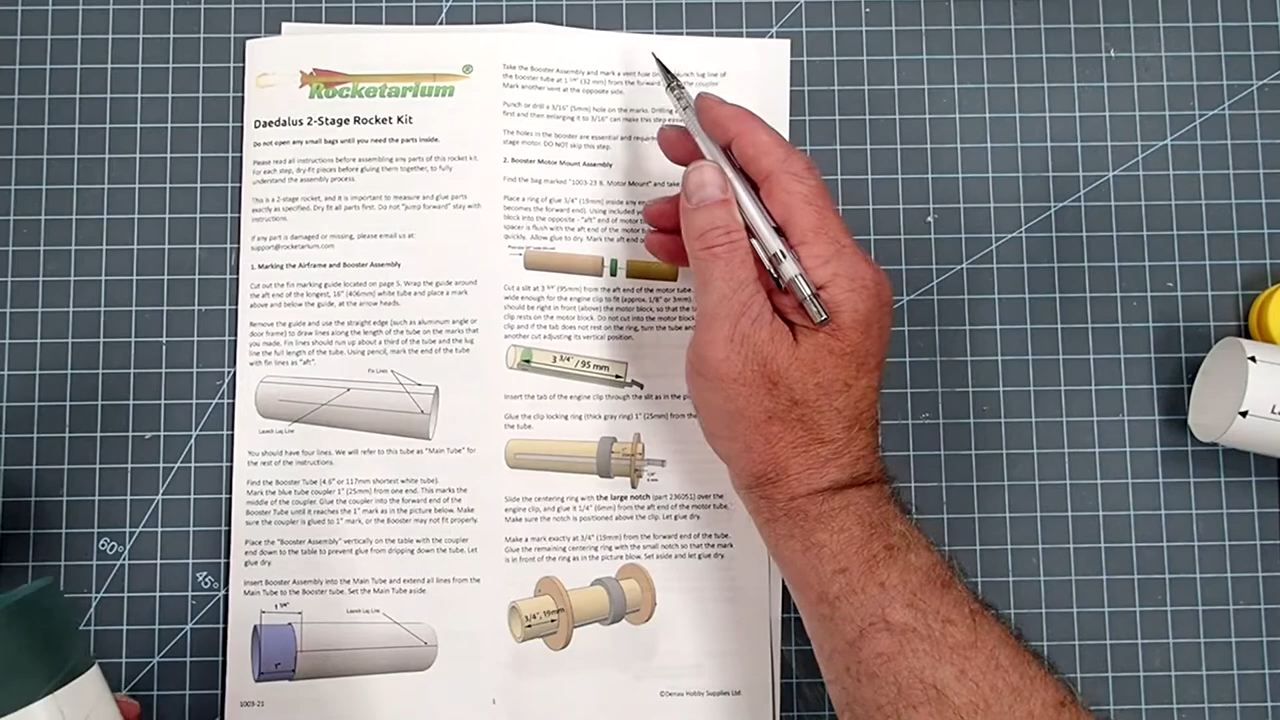 Rocketarium ®
Daedalus 2-Stage Rocket Kit
Do not open any small bags until you need the parts inside.
Please read all instructions before assembling any parts of this rocket kit.
For each step, dry-fit pieces before gluing them together, to fully
understand the assembly process.
This is a 2-stage rocket, and it is important to measure and glue parts
exactly as specified. Dry fit all parts first. Do not "jump forward" stay with
instructions.
If any part is damaged or missing, please email us at:
support@rocketarium.com
1. Marking the Airframe and Booster Assembly
Cut out the fin marking guide located on page 5. Wrap the guide around
the aft end of the longest, 16" (406mm) white tube and place a mark
above and below the guide, at the arrow heads.
Remove the guide and use the straight edge (such as aluminum angle or
door frame) to draw lines along the length of the tube on the marks that
you made. Fin lines should run up about a third of the tube and the lug
line the full length of the tube. Using pencil, mark the end of the tube
with fin lines as "aft".
Fin Lines
Launch Lug Line
You should have four lines. We will refer to this tube as "Main Tube" for
the rest of the instructions.
Find the Booster Tube (4.6" or 117mm shortest white tube).
Mark the blue tube coupler 1" (25mm) from one end. This marks the
middle of the coupler. Glue the coupler into the forward end of the
Booster Tube until it reaches the 1" mark as in the picture below. Make
sure the coupler is glued to 1" mark, or the Booster may not fit properly.
Place the "Booster Assembly" vertically on the table with the coupler
end down to the table to prevent glue from dripping down the tube. Let
glue dry.
Insert Booster Assembly into the Main Tube and extend all lines from the
Main Tube to the Booster tube. Set the Main Tube aside.
1 1/4"
Launch Lug Line
1"
1003-21
1
Take the Booster Assembly and mark a vent hole launch lug line of
the booster tube at 1 1/4" (32 mm) from the forward the coupler
Mark another vent at the opposite side.
Punch or drill a 3/16" (5mm) hole on the marks. Drilling
first and then enlarging it to 3/16" can make this step
The holes in the booster are essential and
stage motor. DO NOT skip this step.
2. Booster Motor Mount Assembly
Find the bag marked "1003-23 B. Motor Mount" and
Place a ring of glue 3/4" (19mm) inside any
becomes the forward end). Using included
block into the opposite - "aft" end of motor
spacer is flush with the aft end of the motor
quickly. Allow glue to dry. Mark the aft end
Cut a slit at 3 3/4" (95mm) from the aft end of the motor tube.
wide enough for the engine clip to fit (approx. 1/8" or 3mm).
should be right in front (above) the motor block, so that the
clip rests on the motor block. Do not cut into the motor block
clip and if the tab does not rest on the ring, turn the tube and
another cut adjusting its vertical position.
3 3/4" / 95 mm
Insert the tab of the engine clip through the slit as in the
Glue the clip locking ring (thick gray ring) 1" (25mm) from the
the tube.
Slide the centering ring with the large notch (part 236051) over the
engine clip, and glue it 1/4" (6mm) from the aft end of the motor tube.
Make sure the notch is positioned above the clip. Let glue dry.
Make a mark exactly at 3/4" (19mm) from the forward end of the tube.
Glue the remaining centering ring with the small notch so that the mark
is in front of the ring as in the picture blow. Set aside and let glue dry.
3/4", 19mm
©Denau Hobby Supplies Ltd.
60°
45°